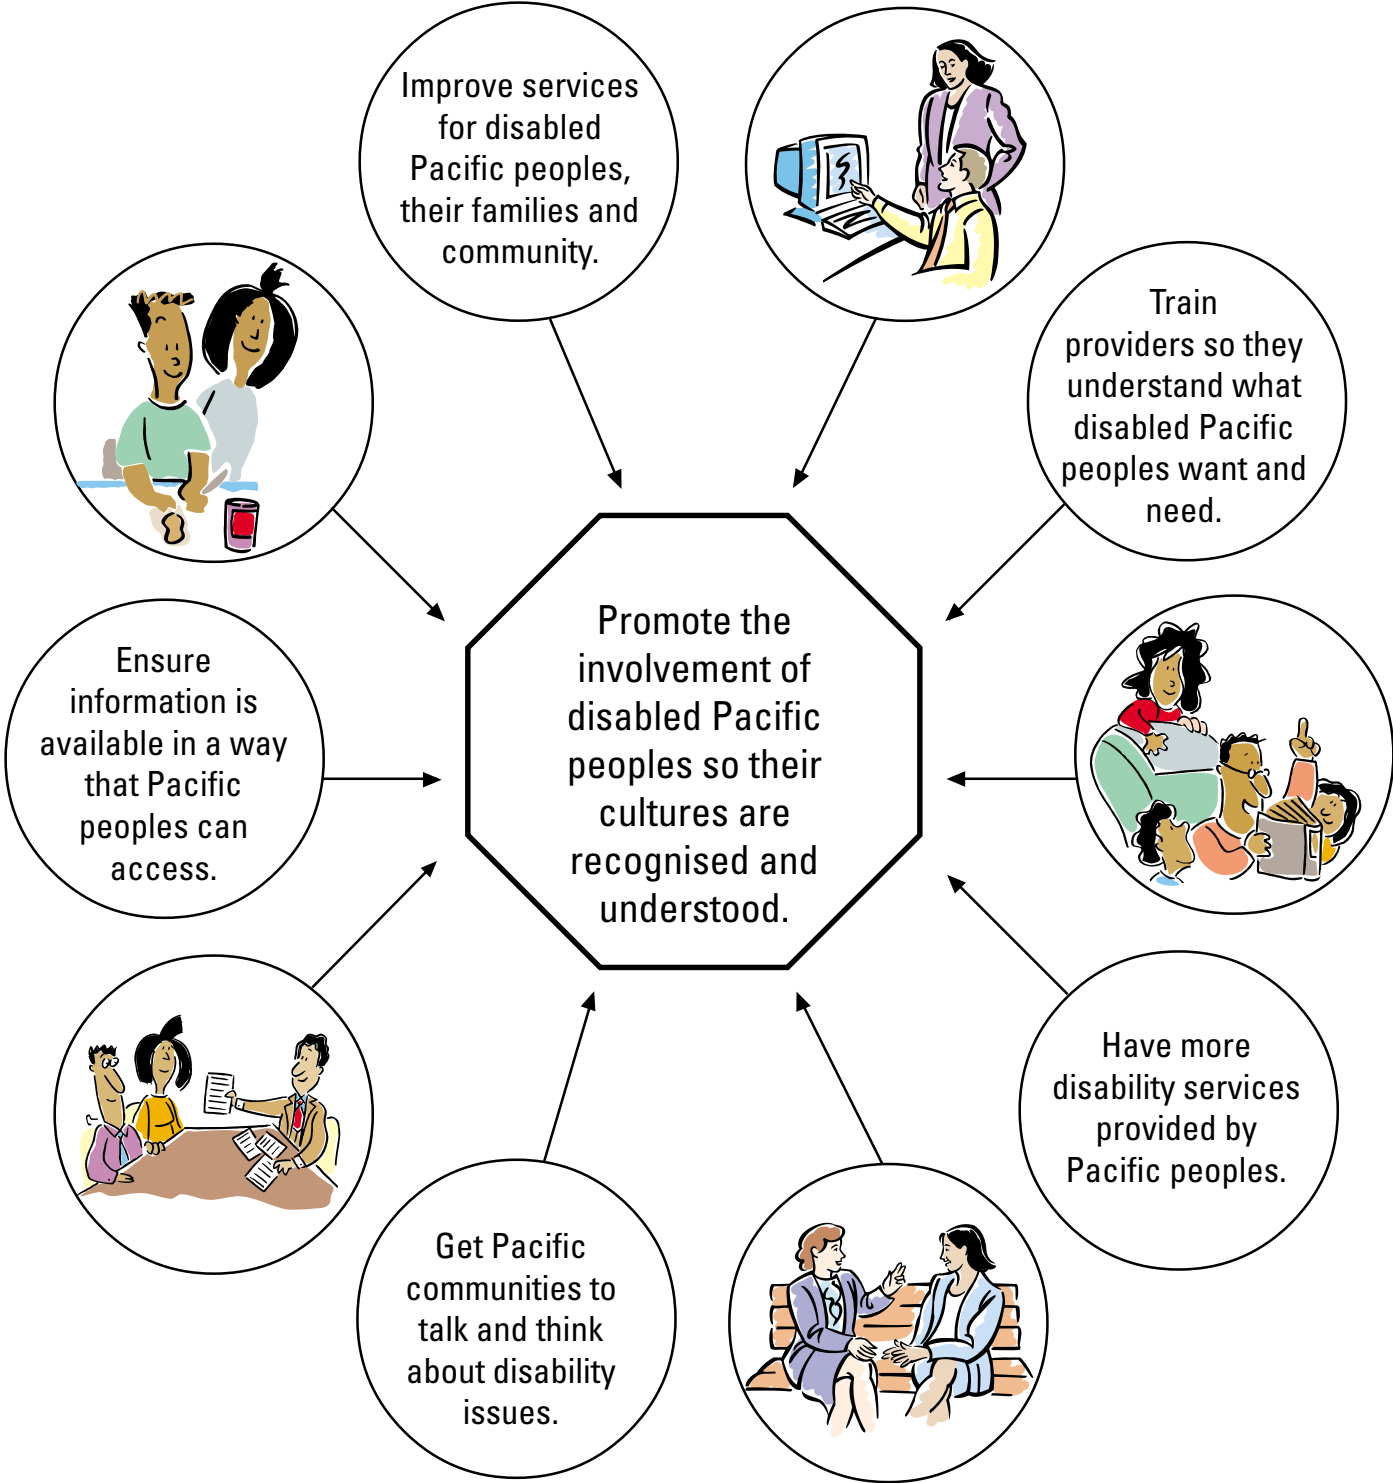 Improve services
for disabled
Pacific peoples,
their families and
community.
Train
providers so they
understand what
disabled Pacific
peoples want and
need.
Ensure
information is
available in a way
that Pacific
peoples can
access.
Promote the
involvement of
disabled Pacific
peoples so their
cultures are
recognised and
understood.
Have more
disability services
provided by
Pacific peoples.
Get Pacific
communities to
talk and think
about disability
issues.